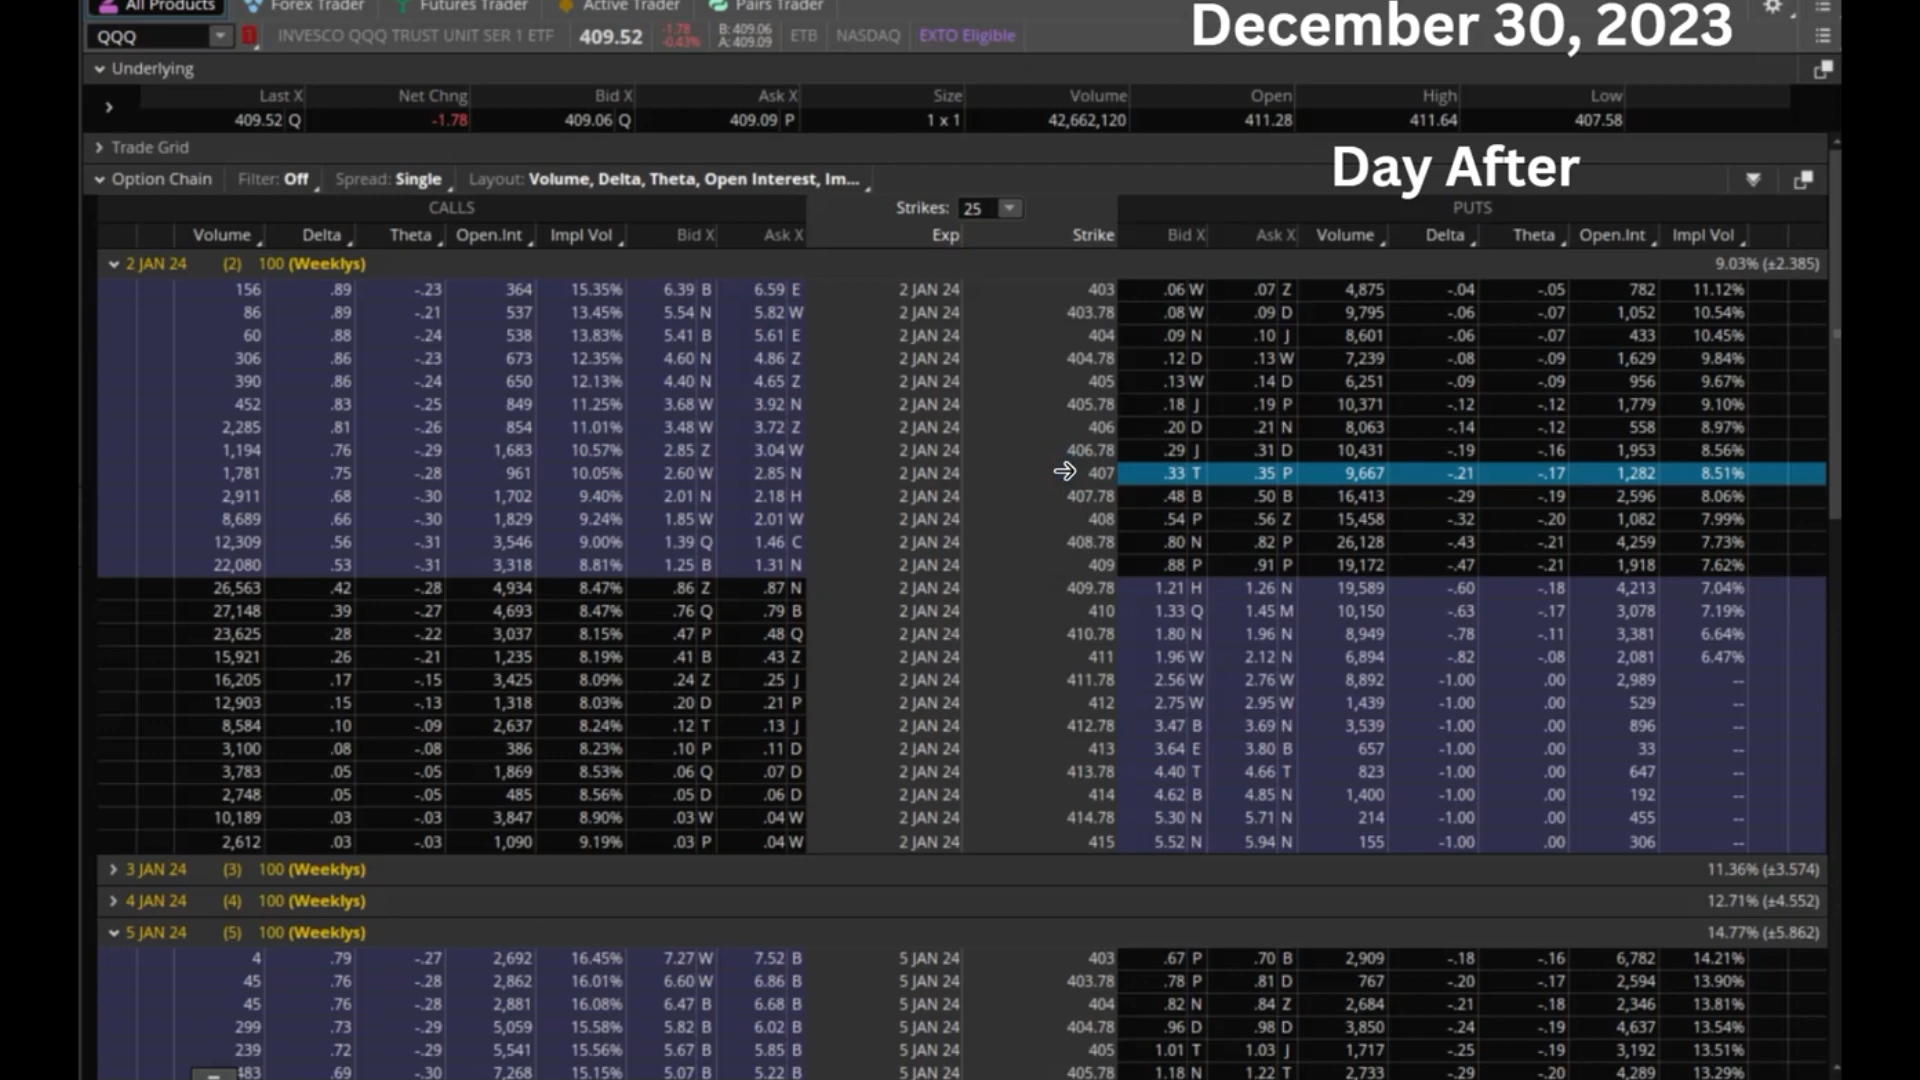 All Products Forex Trader Futures Trader Active Trader Pairs Trader
December 30, 2023
QQQ 1 INVESCO QQQ TRUST UNIT SER 1 ETF 409.52 -1.78 -0.43% B: 409.06 A: 409.09 ETB NASDAQ EXTO Eligible
Underlying
Last X Net Chng Bid X Ask X Size Volume Open High Low
409.52 Q -1.78 409.06 Q 409.09 P 1 x 1 42,662,120 411.28 411.64 407.58
Trade Grid
Day After
Option Chain Filter: Off Spread: Single Layout: Volume, Delta, Theta, Open Interest, Im...
CALLS Strikes: 25 PUTS
Volume Delta Theta Open.Int Impl Vol Bid X Ask X Exp Strike Bid X Ask X Volume Delta Theta Open.Int Impl Vol
2 JAN 24 (2) 100 (Weeklys) 9.03% (±2.385)
156 .89 -.23 364 15.35% 6.39 B 6.59 E 2 JAN 24 403 .06 W .07 Z 4,875 -.04 -.05 782 11.12%
86 .89 -.21 537 13.45% 5.54 N 5.82 W 2 JAN 24 403.78 .08 W .09 D 9,795 -.06 -.07 1,052 10.54%
60 .88 -.24 538 13.83% 5.41 B 5.61 E 2 JAN 24 404 .09 N .10 J 8,601 -.06 -.07 433 10.45%
306 .86 -.23 673 12.35% 4.60 N 4.86 Z 2 JAN 24 404.78 .12 D .13 W 7,239 -.08 -.09 1,629 9.84%
390 .86 -.24 650 12.13% 4.40 N 4.65 Z 2 JAN 24 405 .13 W .14 D 6,251 -.09 -.09 956 9.67%
452 .83 -.25 849 11.25% 3.68 W 3.92 N 2 JAN 24 405.78 .18 J .19 P 10,371 -.12 -.12 1,779 9.10%
2,285 .81 -.26 854 11.01% 3.48 W 3.72 Z 2 JAN 24 406 .20 D .21 N 8,063 -.14 -.12 558 8.97%
1,194 .76 -.29 1,683 10.57% 2.85 Z 3.04 W 2 JAN 24 406.78 .29 J .31 D 10,431 -.19 -.16 1,953 8.56%
1,781 .75 -.28 961 10.05% 2.60 W 2.85 N 2 JAN 24 407 .33 T .35 P 9,667 -.21 -.17 1,282 8.51%
2,911 .68 -.30 1,702 9.40% 2.01 N 2.18 H 2 JAN 24 407.78 .48 B .50 B 16,413 -.29 -.19 2,596 8.06%
8,689 .66 -.30 1,829 9.24% 1.85 W 2.01 W 2 JAN 24 408 .54 P .56 Z 15,458 -.32 -.20 1,082 7.99%
12,309 .56 -.31 3,546 9.00% 1.39 Q 1.46 C 2 JAN 24 408.78 .80 N .82 P 26,128 -.43 -.21 4,259 7.73%
22,080 .53 -.31 3,318 8.81% 1.25 B 1.31 N 2 JAN 24 409 .88 P .91 P 19,172 -.47 -.21 1,918 7.62%
26,563 .42 -.28 4,934 8.47% .86 Z .87 N 2 JAN 24 409.78 1.21 H 1.26 N 19,589 -.60 -.18 4,213 7.04%
27,148 .39 -.27 4,693 8.47% .76 Q .79 B 2 JAN 24 410 1.33 Q 1.45 M 10,150 -.63 -.17 3,078 7.19%
23,625 .28 -.22 3,037 8.15% .47 P .48 Q 2 JAN 24 410.78 1.80 N 1.96 N 8,949 -.78 -.11 3,381 6.64%
15,921 .26 -.21 1,235 8.19% .41 B .43 Z 2 JAN 24 411 1.96 W 2.12 N 6,894 -.82 -.08 2,081 6.47%
16,205 .17 -.15 3,425 8.09% .24 Z .25 J 2 JAN 24 411.78 2.56 W 2.76 W 8,892 -1.00 .00 2,989 --
12,903 .15 -.13 1,318 8.03% .20 D .21 P 2 JAN 24 412 2.75 W 2.95 W 1,439 -1.00 .00 529 --
8,584 .10 -.09 2,637 8.24% .12 T .13 J 2 JAN 24 412.78 3.47 B 3.69 N 3,539 -1.00 .00 896 --
3,100 .08 -.08 386 8.23% .10 P .11 D 2 JAN 24 413 3.64 E 3.80 B 657 -1.00 .00 33 --
3,783 .05 -.05 1,869 8.53% .06 Q .07 D 2 JAN 24 413.78 4.40 T 4.66 T 823 -1.00 .00 647 --
2,748 .05 -.05 485 8.56% .05 D .06 D 2 JAN 24 414 4.62 B 4.85 N 1,400 -1.00 .00 192 --
10,189 .03 -.03 3,847 8.90% .03 W .04 W 2 JAN 24 414.78 5.30 N 5.71 N 214 -1.00 .00 455 --
2,612 .03 -.03 1,090 9.19% .03 P .04 W 2 JAN 24 415 5.52 N 5.94 N 155 -1.00 .00 306 --
3 JAN 24 (3) 100 (Weeklys) 11.36% (±3.574)
4 JAN 24 (4) 100 (Weeklys) 12.71% (±4.552)
5 JAN 24 (5) 100 (Weeklys) 14.77% (±5.862)
4 .79 -.27 2,692 16.45% 7.27 W 7.52 B 5 JAN 24 403 .67 P .70 B 2,909 -.18 -.16 6,782 14.21%
45 .76 -.28 2,862 16.01% 6.60 W 6.86 B 5 JAN 24 403.78 .78 P .81 D 767 -.20 -.17 2,594 13.90%
45 .76 -.28 2,881 16.08% 6.47 B 6.68 B 5 JAN 24 404 .82 N .84 Z 2,684 -.21 -.18 2,346 13.81%
299 .73 -.29 5,059 15.58% 5.82 B 6.02 B 5 JAN 24 404.78 .96 D .98 D 3,850 -.24 -.19 4,637 13.54%
239 .72 -.29 5,541 15.56% 5.67 B 5.85 B 5 JAN 24 405 1.01 T 1.03 J 1,717 -.25 -.19 3,192 13.51%
483 .69 -.30 7,268 15.15% 5.07 B 5.22 B 5 JAN 24 405.78 1.18 N 1.22 T 2,733 -.29 -.20 4,289 13.29%